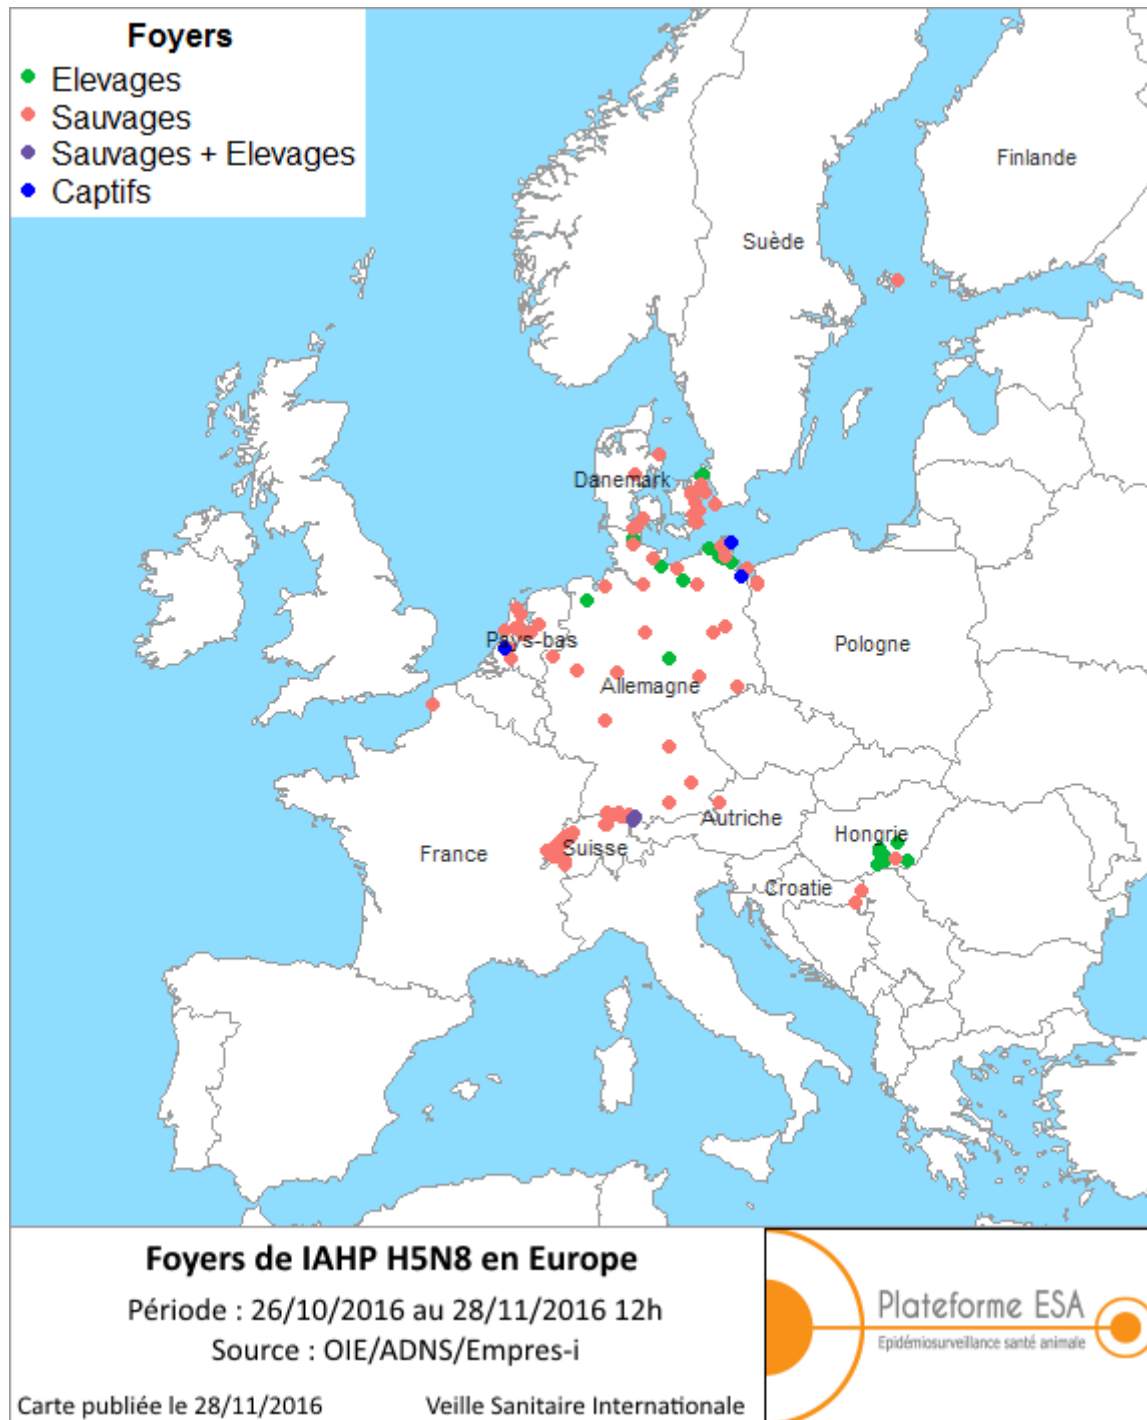 Foyers
Elevages
Sauvages
Sauvages + Elevages
Captifs
Finlande
Suède
Danemark
Pays-bas
Pologne
Allemagne
Autriche
Hongrie
France
Suisse
Croatie
Foyers de IAHP H5N8 en Europe
Période : 26/10/2016 au 28/11/2016 12h
Source : OIE/ADNS/Empres-i
Carte publiée le 28/11/2016
Veille Sanitaire Internationale
Plateforme ESA
Epidémiosurveillance santé animale